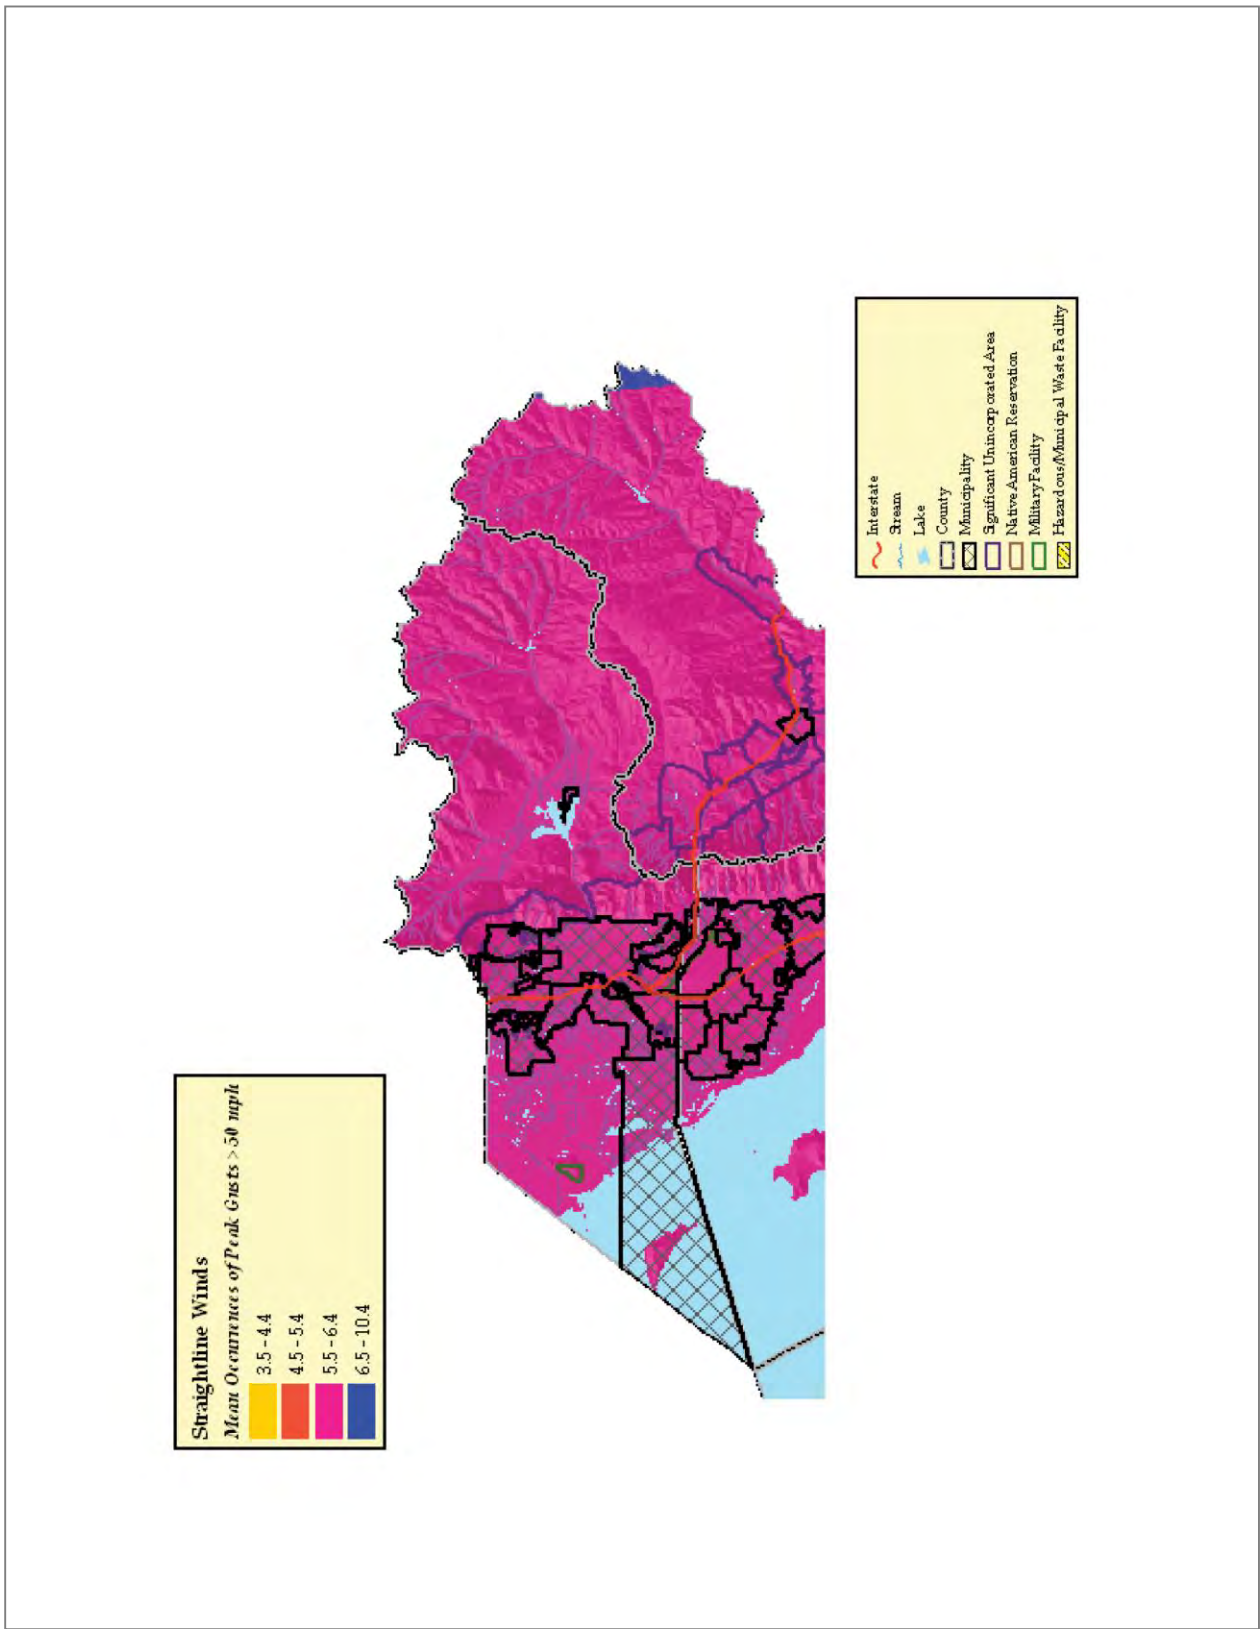 Straightline Winds
Mean Occurrences of Peak Gusts > 50 mph
3.5 - 4.4
4.5 - 5.4
5.5 - 6.4
6.5 - 10.4
Interstate
Stream
Lake
County
Municipality
Significant Unincorporated Area
Native American Reservation
Military Facility
Hazardous/Municipal Waste Facility